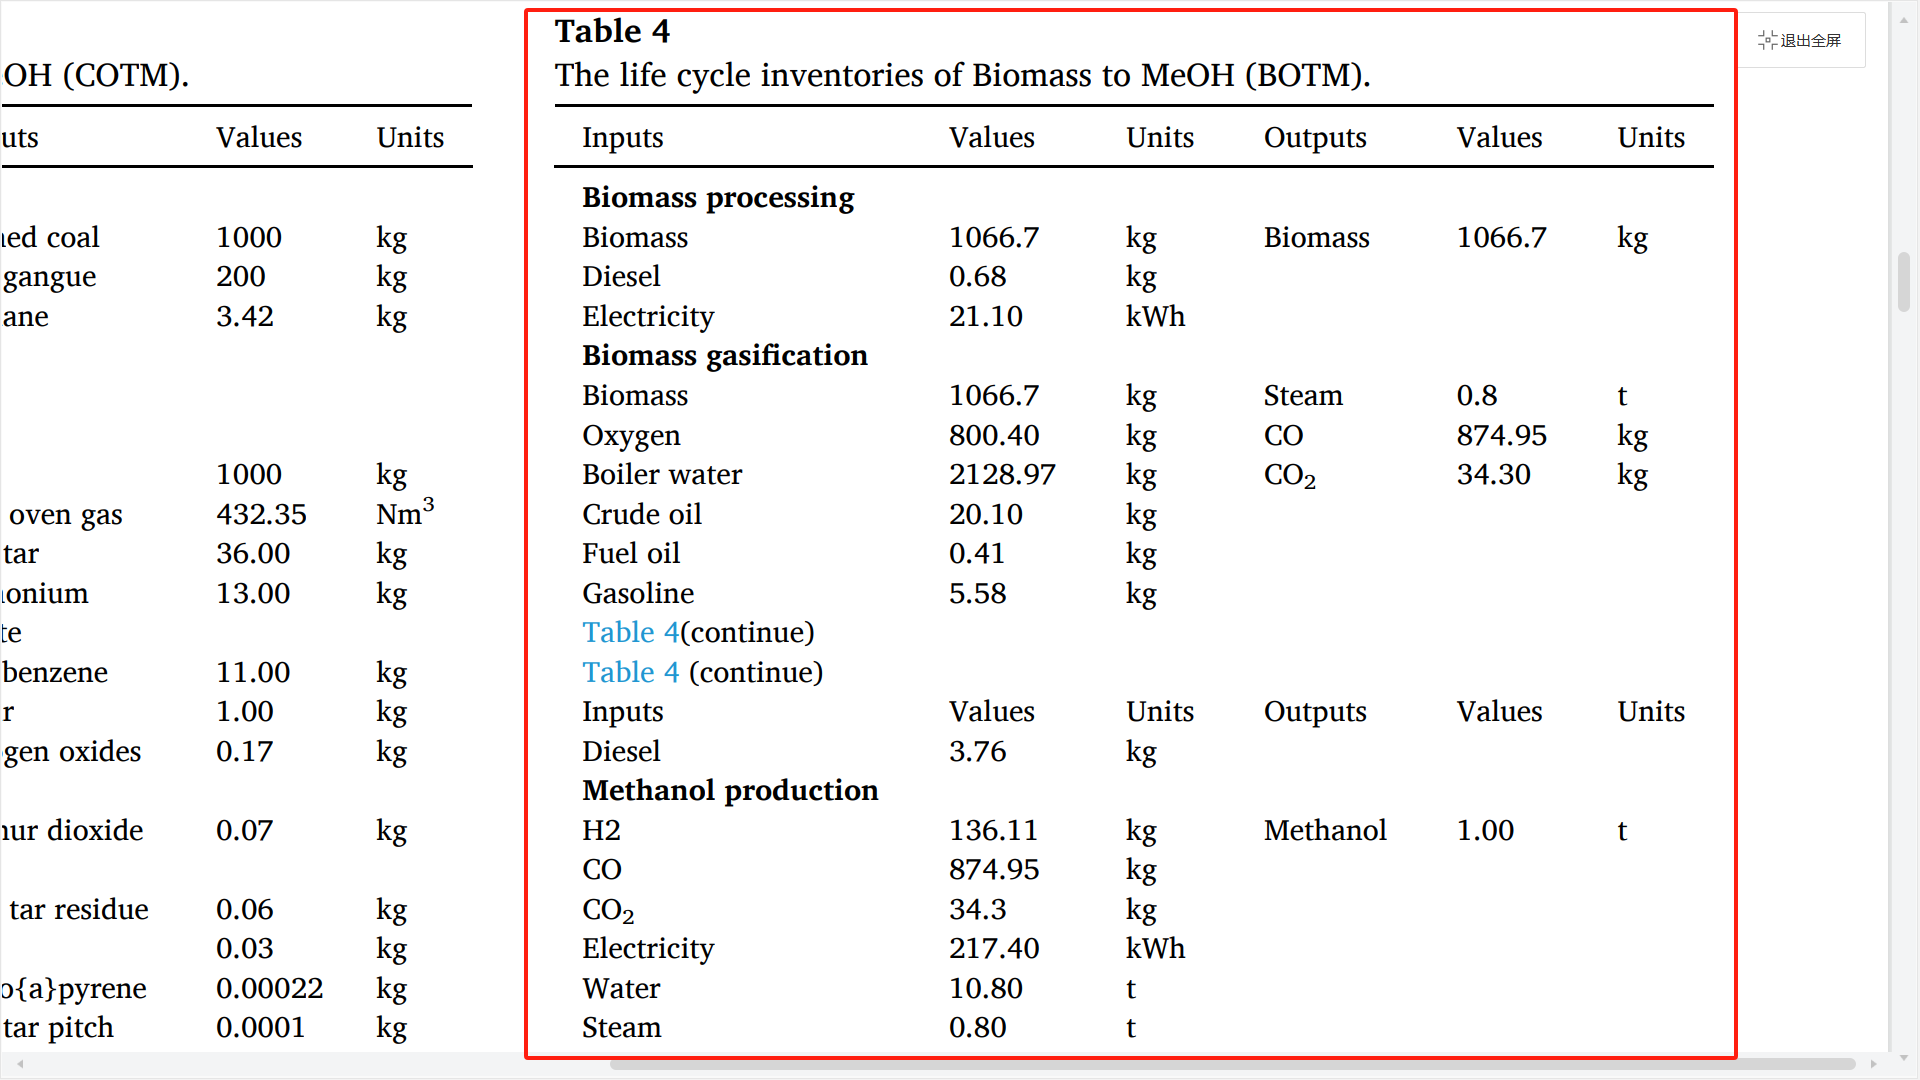 OH (COTM).
uts Values Units
ned coal 1000 kg
gangue 200 kg
ane 3.42 kg
1000 kg
oven gas 432.35 Nm³
tar 36.00 kg
onium 13.00 kg
te
benzene 11.00 kg
r 1.00 kg
gen oxides 0.17 kg
ur dioxide 0.07 kg
tar residue 0.06 kg
0.03 kg
o{a}pyrene 0.00022 kg
tar pitch 0.0001 kg
Table 4
The life cycle inventories of Biomass to MeOH (BOTM).
Inputs Values Units Outputs Values Units
Biomass processing
Biomass 1066.7 kg Biomass 1066.7 kg
Diesel 0.68 kg
Electricity 21.10 kWh
Biomass gasification
Biomass 1066.7 kg Steam 0.8 t
Oxygen 800.40 kg CO 874.95 kg
Boiler water 2128.97 kg CO₂ 34.30 kg
Crude oil 20.10 kg
Fuel oil 0.41 kg
Gasoline 5.58 kg
Table 4(continue)
Table 4 (continue)
Inputs Values Units Outputs Values Units
Diesel 3.76 kg
Methanol production
H2 136.11 kg Methanol 1.00 t
CO 874.95 kg
CO₂ 34.3 kg
Electricity 217.40 kWh
Water 10.80 t
Steam 0.80 t
退出全屏